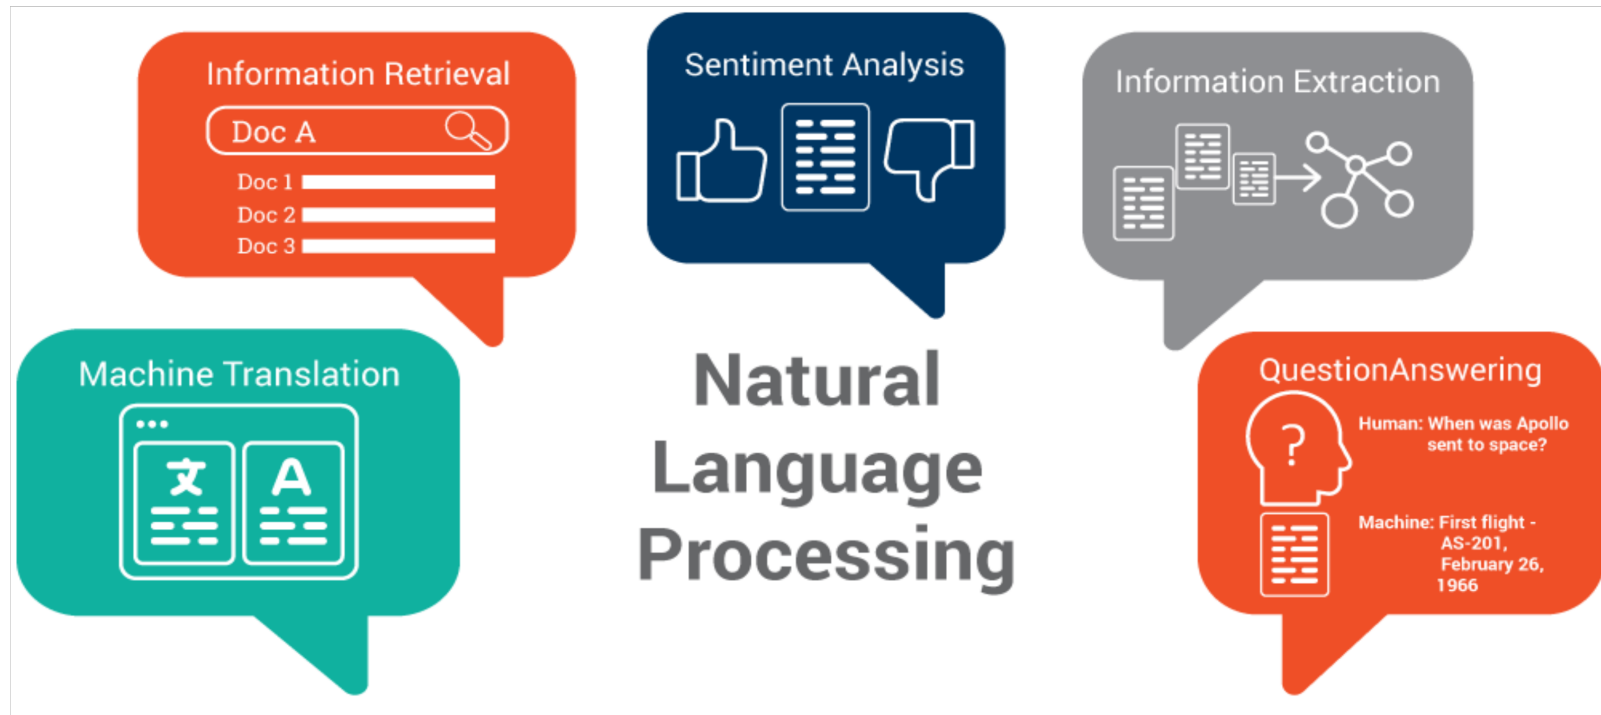 Information Retrieval
Doc A
Doc 1
Doc 2
Doc 3
Sentiment Analysis
Information Extraction
Machine Translation
文 A
Natural
Language
Processing
QuestionAnswering
?
Human: When was Apollo
sent to space?
Machine: First flight -
AS-201,
February 26,
1966